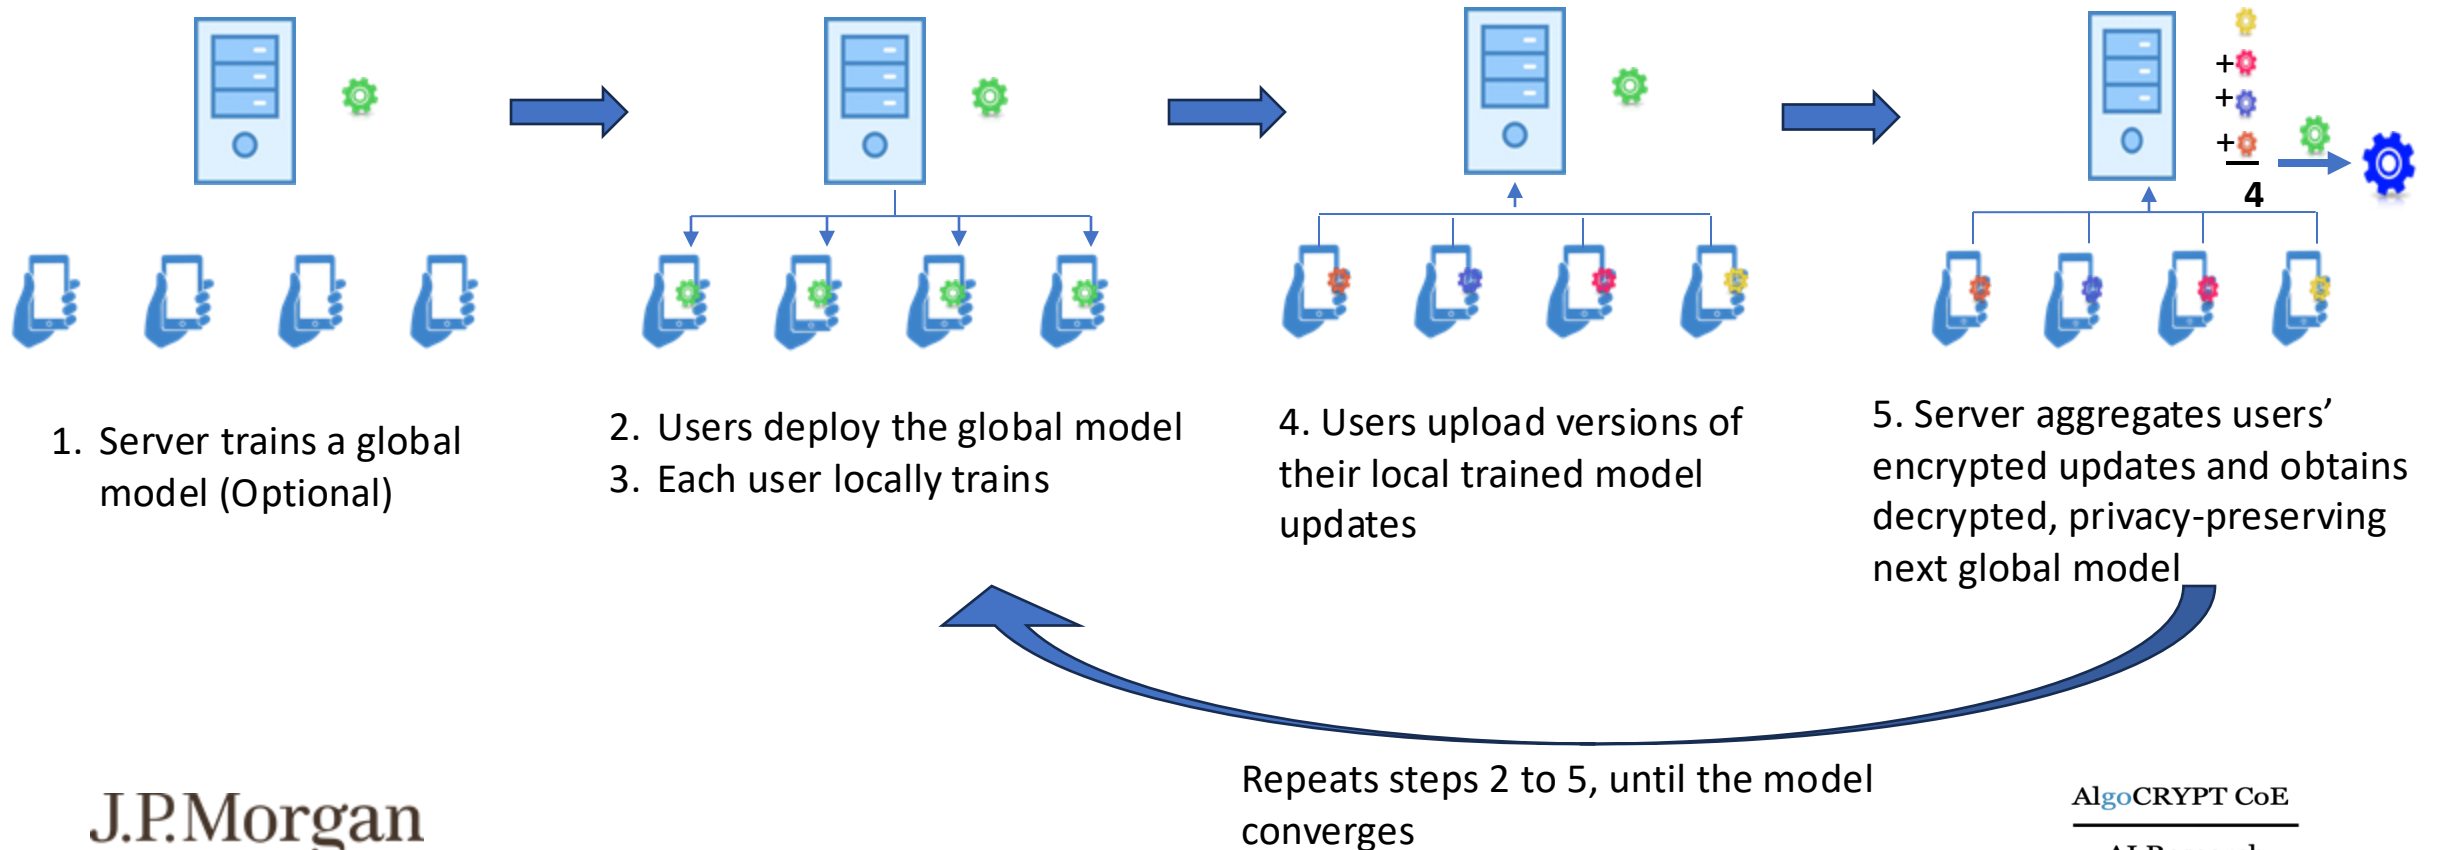 +
+
+
4
1. Server trains a global
model (Optional)
2. Users deploy the global model
3. Each user locally trains
4. Users upload versions of
their local trained model
updates
5. Server aggregates users’
encrypted updates and obtains
decrypted, privacy-preserving
next global model
Repeats steps 2 to 5, until the model
converges
J.P.Morgan
AlgoCRYPT CoE